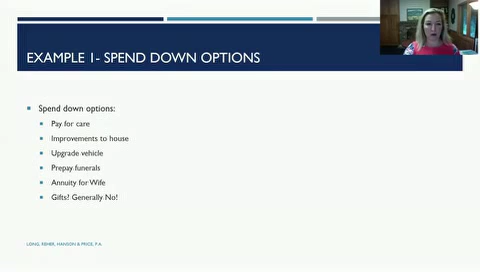 EXAMPLE 1- SPEND DOWN OPTIONS
Spend down options:
Pay for care
Improvements to house
Upgrade vehicle
Prepay funerals
Annuity for Wife
Gifts? Generally No!
LONG, REHER, HANSON & PRICE, P.A.